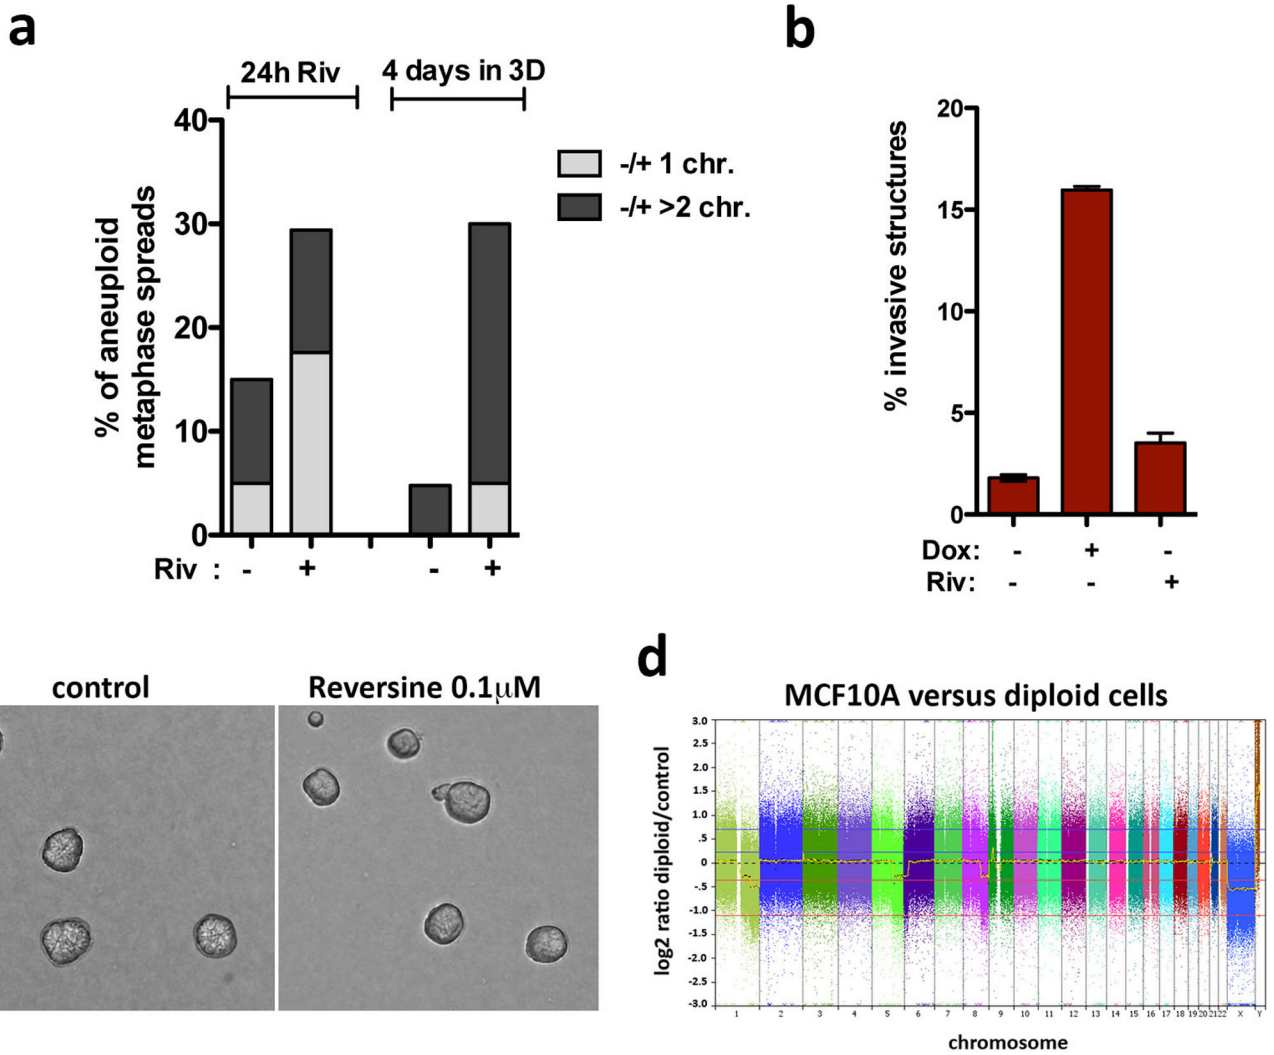 a
24h Riv
4 days in 3D
40
30
20
10
0
% of aneuploid
metaphase spreads
-/+ 1 chr.
-/+ >2 chr.
Riv : - + - +
b
20
15
10
5
0
% invasive structures
Dox: - + -
Riv: - - +
control
Reversine 0.1μM
d
MCF10A versus diploid cells
3.0
2.5
2.0
1.5
1.0
.5
0
-.5
-1.0
-1.5
-2.0
-2.5
-3.0
log2 ratio diploid/control
1 2 3 4 5 6 7 8 9 10 11 12 13 14 15 16 17 18 19 20 21 22 X Y
chromosome